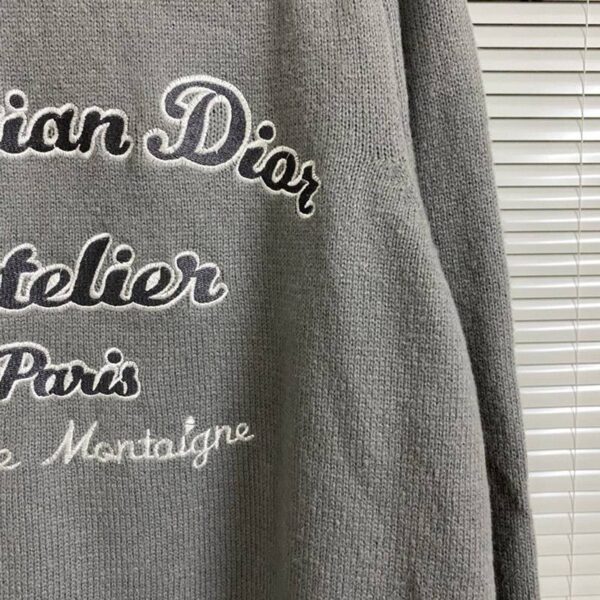 ian Dior
telier
Paris
e Montaigne